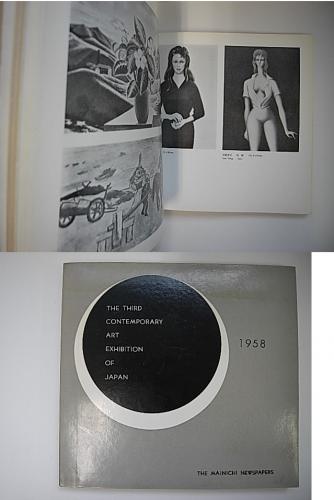 THE THIRD
CONTEMPORARY
ART
EXHIBITION
OF
JAPAN
1958
THE MAINICHI NEWSPAPERS